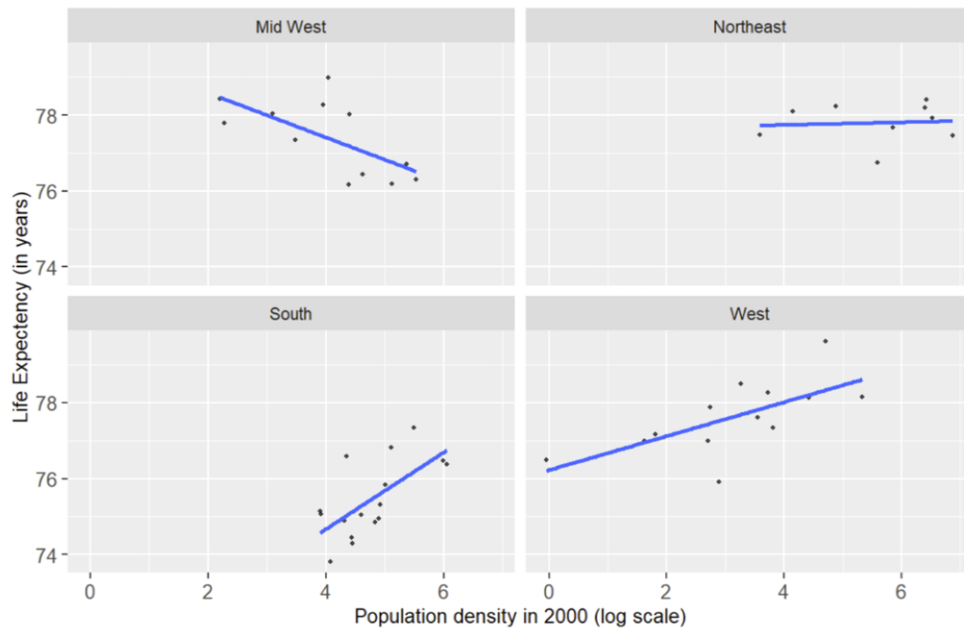 Mid West
Northeast
78
76
74
South
West
78
76
74
Life Expectency (in years)
0
2
4
6
0
2
4
6
Population density in 2000 (log scale)